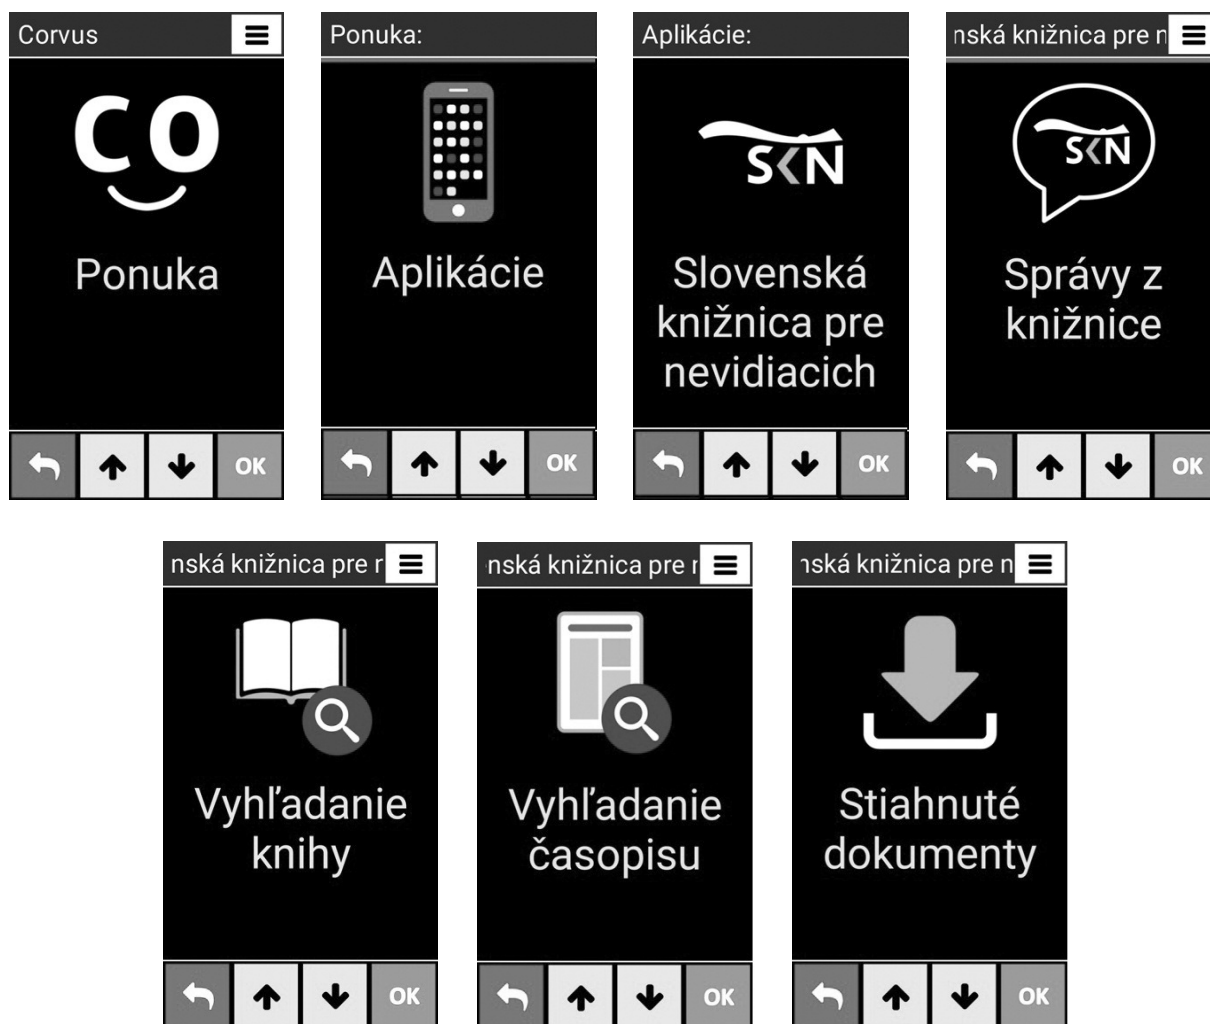 Corvus
CO
Ponuka
OK
Ponuka:
Aplikácie
OK
Aplikácie:
SKN
Slovenská
knižnica pre
nevidiacich
OK
nská knižnica pre n
SKN
Správy z
knižnice
OK
nská knižnica pre r
Vyhľadanie
knihy
OK
nská knižnica pre r
Vyhľadanie
časopisu
OK
nská knižnica pre n
Stiahnuté
dokumenty
OK